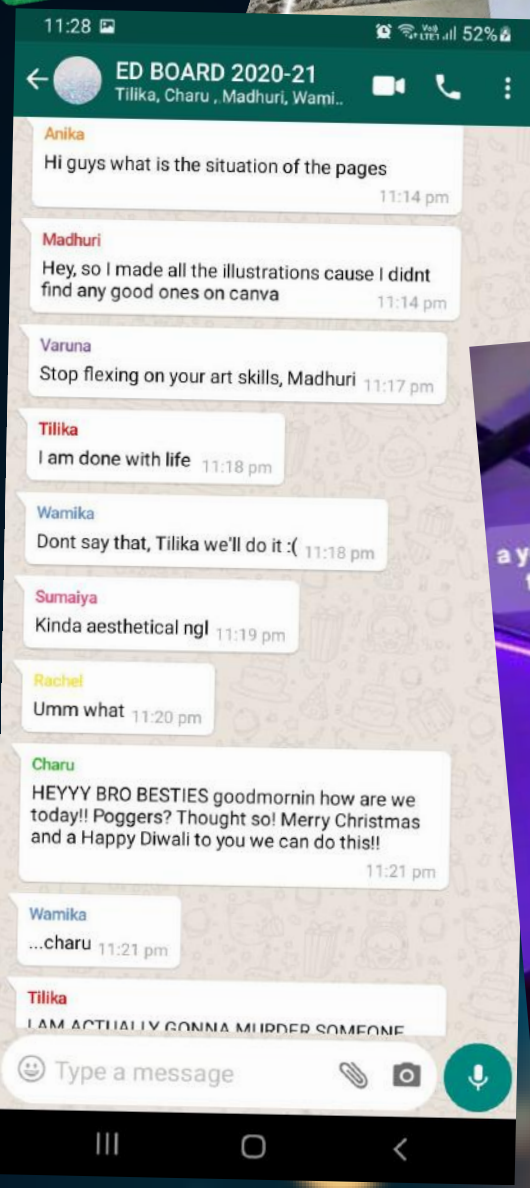 11:28
Vo))
LTE1
52%
ED BOARD 2020-21
Tilika, Charu , Madhuri, Wami..
Anika
Hi guys what is the situation of the pages
11:14 pm
Madhuri
Hey, so I made all the illustrations cause I didnt
find any good ones on canva
11:14 pm
Varuna
Stop flexing on your art skills, Madhuri 11:17 pm
Tilika
I am done with life 11:18 pm
Wamika
Dont say that, Tilika we'll do it :( 11:18 pm
Sumaiya
Kinda aesthetical ngl 11:19 pm
Rachel
Umm what 11:20 pm
Charu
HEYYY BRO BESTIES goodmornin how are we
today!! Poggers? Thought so! Merry Christmas
and a Happy Diwali to you we can do this!!
11:21 pm
Wamika
...charu 11:21 pm
Tilika
I AM ACTUALLY GONNA MURDER SOMEONE
Type a message
a y